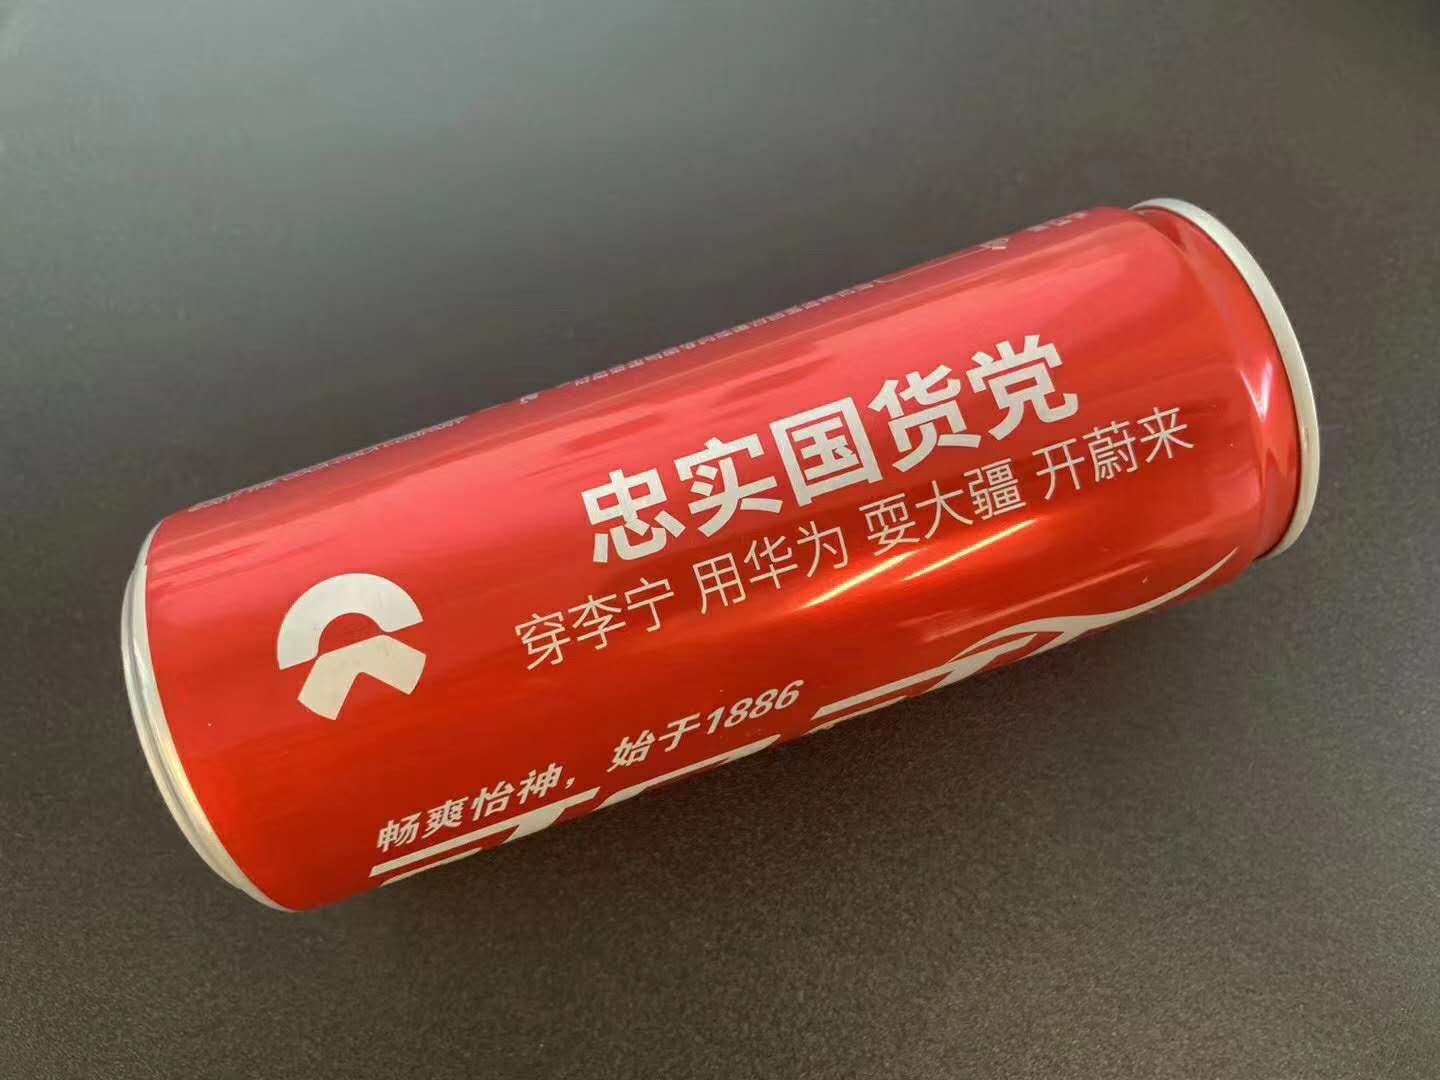 忠实国货党
穿李宁 用华为 耍大疆 开蔚来
畅爽怡神，始于1886